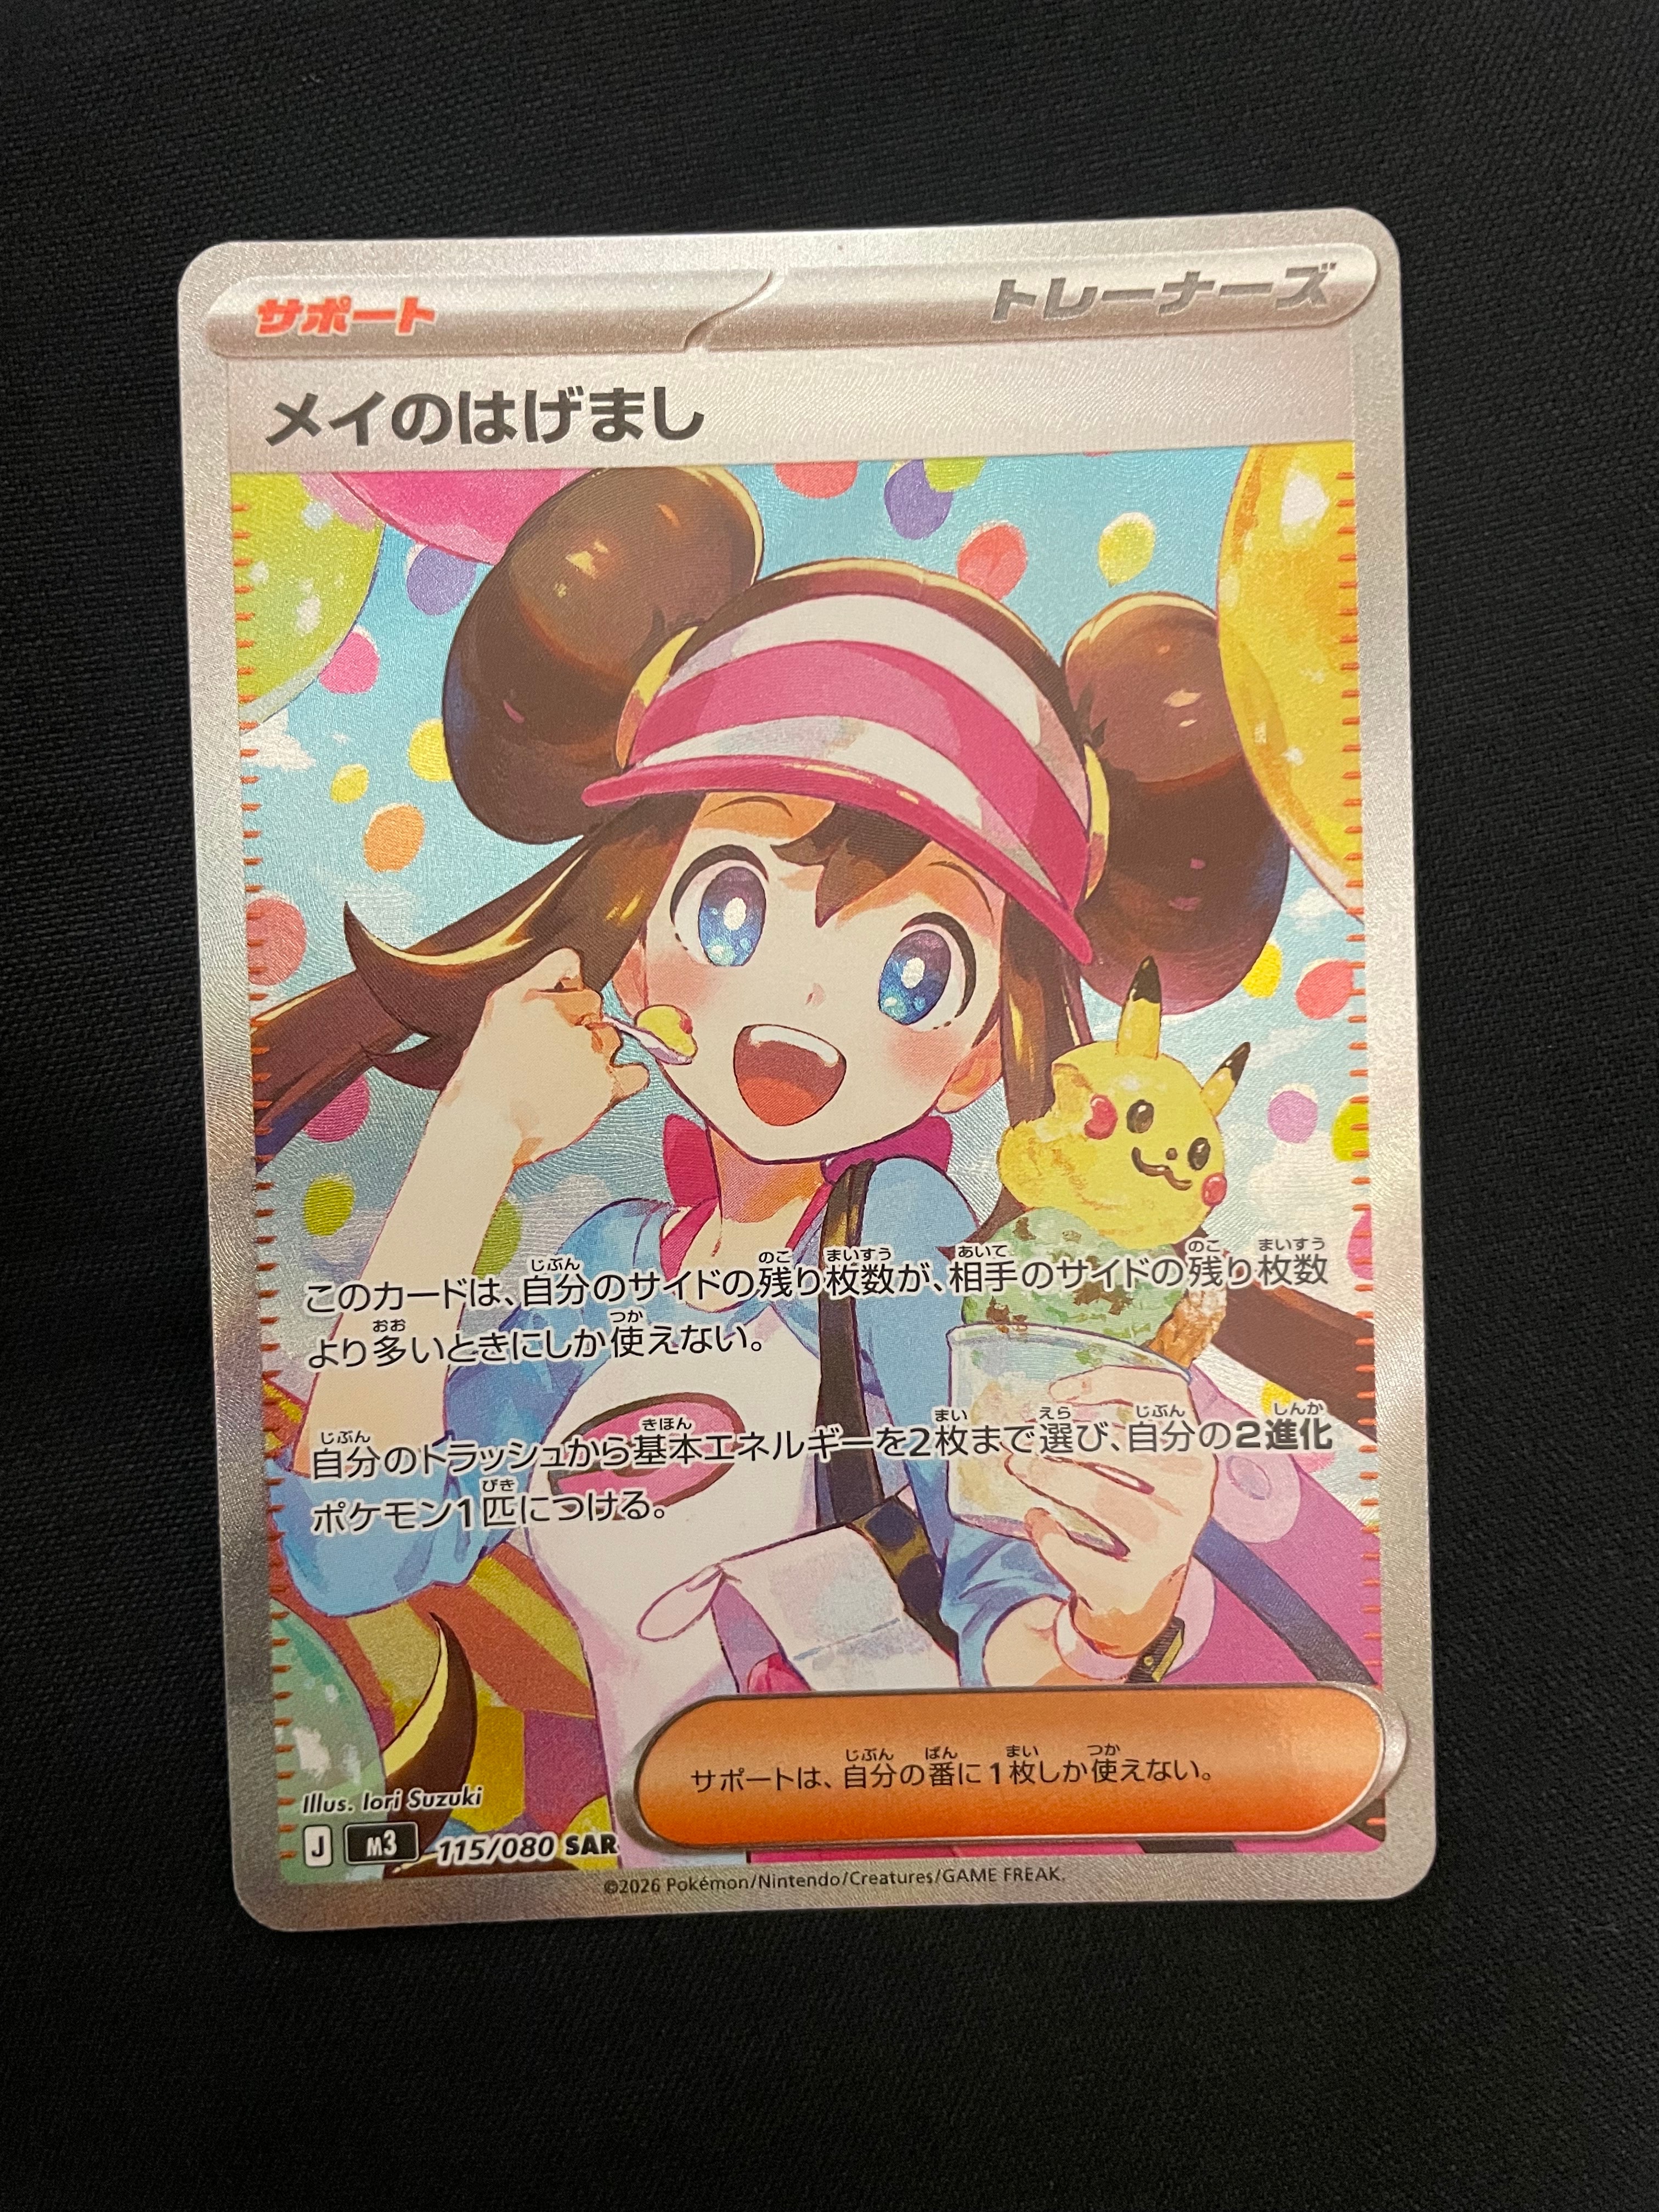 サポート
トレーナーズ
メイのはげまし
このカードは、自分のサイドの残り枚数が、相手のサイドの残り枚数
より多いときにしか使えない。
自分のトラッシュから基本エネルギーを2枚まで選び、自分の2進化
ポケモン1匹につける。
サポートは、自分の番に1枚しか使えない。
Illus. Iori Suzuki
J M3 115/080 SAR
©2026 Pokémon/Nintendo/Creatures/GAME FREAK.